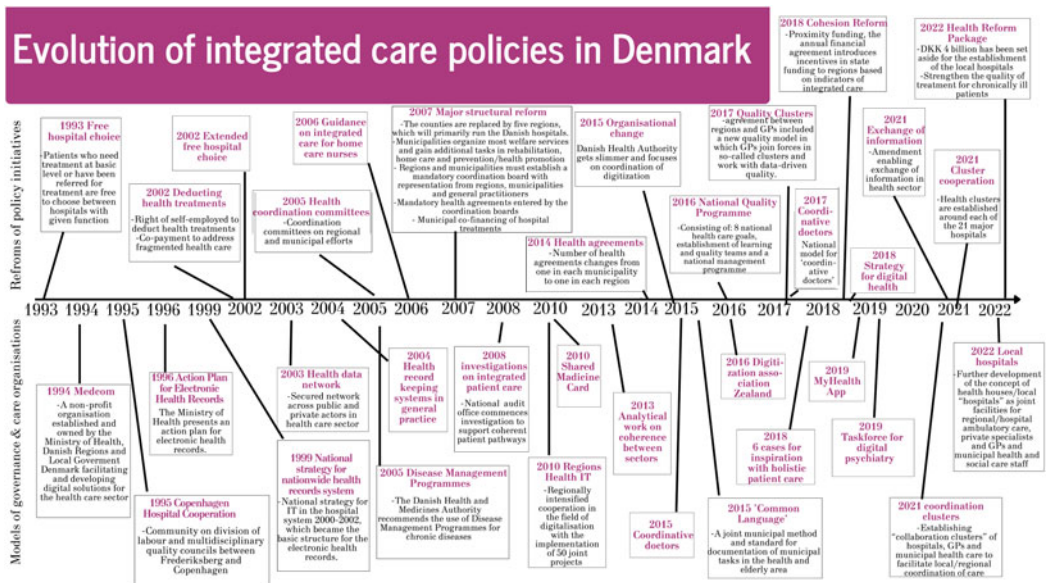 Evolution of integrated care policies in Denmark
Refroms of policy initiatives
1993 Free
hospital choice
-Patients who need
treatment at basic
level or have been
referred for
treatment are free
to choose between
hospitals with
given function
2002 Extended
free hospital
choice
2002 Deducting
health treatments
-Right of self-employed to
deduct health treatments
-Co-payment to address
fragmented health care
2006 Guidance
on integrated
care for home
care nurses
2005 Health
coordination committees
-Coordination
committees on regional
and municipal efforts
2007 Major structural reform
-The counties are replaced by five regions,
which will primarily run the Danish hospitals.
-Municipalities organize most welfare services
and gain additional tasks in rehabilitation,
home care and prevention/health promotion
- Regions and municipalities must establish a
mandatory coordination board with
representation from regions, municipalities
and general practitioners
-Mandatory health agreements entered by the
coordination boards
- Municipal co-financing of hospital
treatments
2014 Health agreements
-Number of health
agreements changes from
one in each municipality
to one in each region
2015 Organisational
change
Danish Health Authority
gets slimmer and focuses
on coordination of
digitization
2016 National Quality
Programme
-Consisting of: 8 national
health care goals,
establishment of learning
and quality teams and a
national management
programme
2017 Quality Clusters
-agreement between
regions and GPs included
a new quality model in
which GPs join forces in
so-called clusters and
work with data-driven
quality.
2017
Coordi-
native
doctors
National
model for
'coordin-
ative
doctors'
2018 Cohesion Reform
-Proximity funding, the
annual financial
agreement introduces
incentives in state
funding to regions based
on indicators of
integrated care
2018
Strategy
for digital
health
2021
Exchange of
information
-Amendment
enabling
exchange of
information in
health sector
2021
Cluster
cooperation
-Health clusters
are established
around each of
the 21 major
hospitals
2022 Health Reform
Package
-DKK 4 billion has been set
aside for the establishment
of the local hospitals
-Strengthen the quality of
treatment for chronically ill
patients
1993 1994 1995 1996 1999 2002 2003 2004 2005 2006 2007 2008 2010 2013 2014 2015 2016 2017 2018 2019 2020 2021 2022
Models of governance & care organisations
1994 Medcom
-A non-profit
organisation
established and
owned by the
Ministry of Health,
Danish Regions and
Local Goverment
Denmark facilitating
and developing
digital solutions for
the health care sector
1995 Copenhagen
Hospital Cooperation
-Community on division of
labour and multidisciplinary
quality councils between
Frederiksberg and
Copenhagen
1996 Action Plan
for Electronic
Health Records
The Ministry of
Health presents an
action plan for
electronic health
records.
1999 National
strategy for
nationwide health
records system
-National strategy for
IT in the hospital
system 2000-2002,
which became the
basic structure for the
electronic health
records.
2003 Health data
network
-Secured network
across public and
private actors in
health care sector
2004
Health
record
keeping
systems in
general
practice
2005 Disease Management
Programmes
-The Danish Health and
Medicines Authority
recommends the use of Disease
Management Programmes for
chronic diseases
2008
investigations
on integrated
patient care
-National audit
office commences
investigation to
support coherent
patient pathways
2010
Shared
Madicine
Card
2010 Regions
Health IT
-Regionally
intensified
cooperation in
the field of
digitalisation with
the implementation
of 50 joint
projects
2013
Analytical
work on
coherence
between
sectors
2015
Coordinative
doctors
2016 Digiti-
zation asso-
ciation
Zealand
2015 'Common
Language'
-A joint municipal method
and standard for
documentation of municipal
tasks in the health and
elderly area
2018
6 cases for
inspiration
with holistic
patient care
2019
MyHealth
App
2019
Taskforce for
digital
psychiatry
2021 coordination
clusters
-Establishing
"collaboration clusters" of
hospitals, GPs and
municipal health care to
facilitate local/regional
coordination of care
2022 Local
hospitals
-Further development
of the concept of
health houses/local
"hospitals" as joint
facilities for
regional/hospital
ambulatory care,
private specialists
and GPs and
municipal health and
social care staff